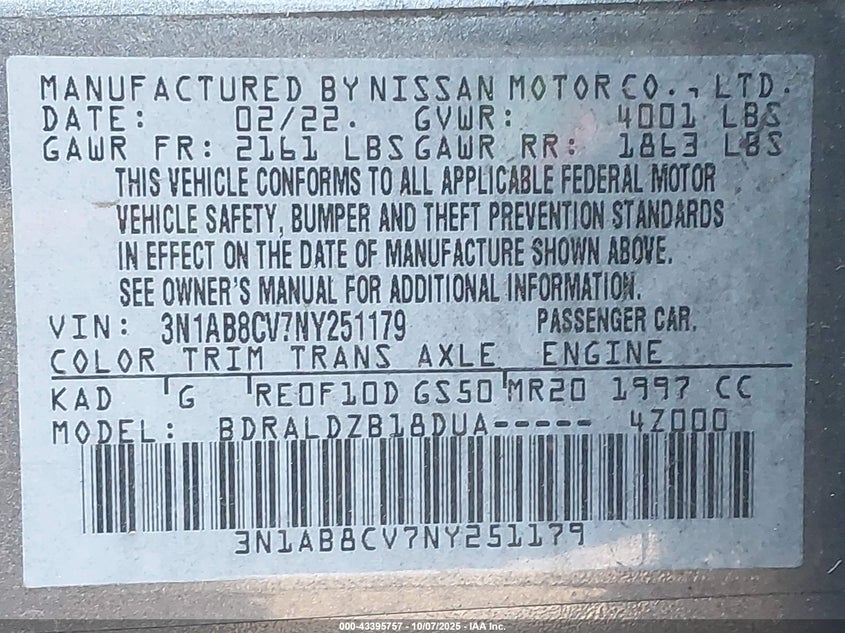 MANUFACTURED BY NISSAN MOTOR CO., LTD.
DATE: 02/22. GVWR: 4001 LBS
GAWR FR: 2161 LBS GAWR RR: 1863 LBS
THIS VEHICLE CONFORMS TO ALL APPLICABLE FEDERAL MOTOR
VEHICLE SAFETY, BUMPER AND THEFT PREVENTION STANDARDS
IN EFFECT ON THE DATE OF MANUFACTURE SHOWN ABOVE.
SEE OWNER'S MANUAL FOR ADDITIONAL INFORMATION.
VIN: 3N1AB8CV7NY251179 PASSENGER CAR.
COLOR TRIM TRANS AXLE ENGINE
KAD G RE0F10D GS50 MR20 1997 CC
MODEL: BDRALDZB18DUA----- 4Z000
3N1AB8CV7NY251179
000-43395757 - 10/07/2025 - IAA Inc.